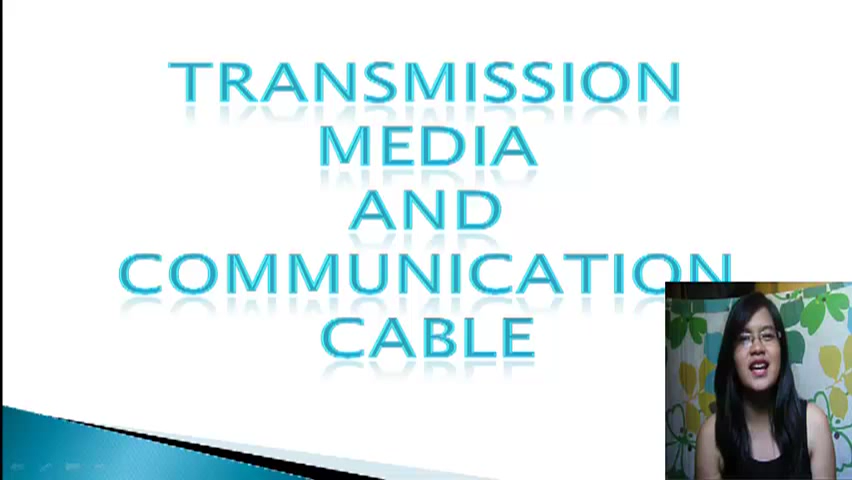 TRANSMISSION
MEDIA
AND
COMMUNICATION
CABLE